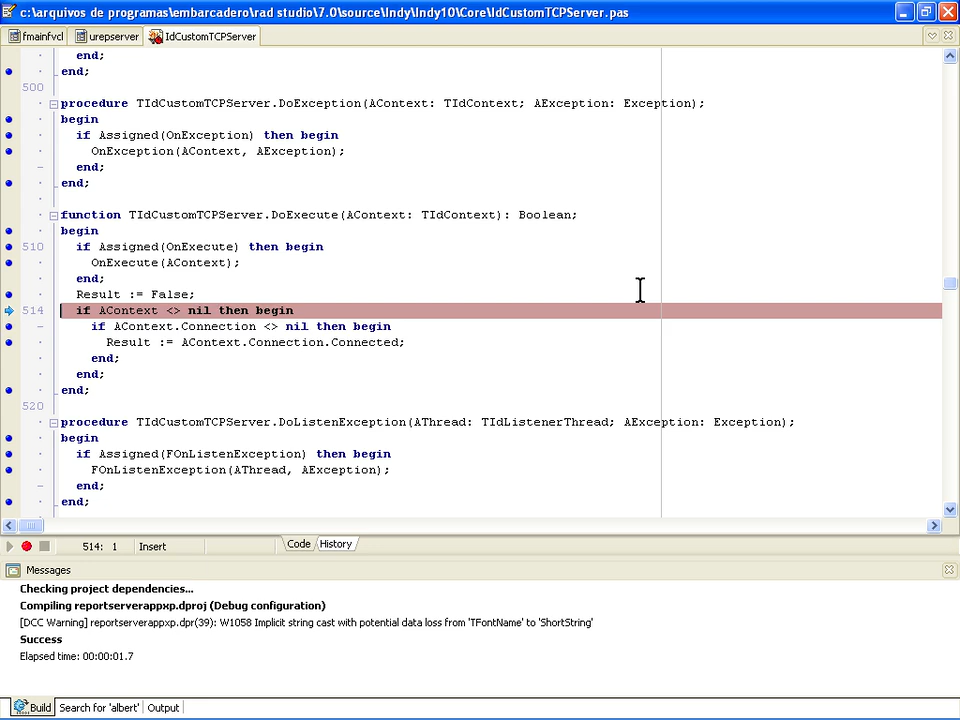 c:\arquivos de programas\embarcadero\rad studio\7.0\source\Indy\Indy10\Core\IdCustomTCPServer.pas
fmainfvcl urepserver IdCustomTCPServer
end;
end;
500
procedure TIdCustomTCPServer.DoException(AContext: TIdContext; AException: Exception);
begin
if Assigned(OnException) then begin
OnException(AContext, AException);
end;
end;
function TIdCustomTCPServer.DoExecute(AContext: TIdContext): Boolean;
begin
510 if Assigned(OnExecute) then begin
OnExecute(AContext);
end;
Result := False;
514 if AContext <> nil then begin
if AContext.Connection <> nil then begin
Result := AContext.Connection.Connected;
end;
end;
end;
520
procedure TIdCustomTCPServer.DoListenException(AThread: TIdListenerThread; AException: Exception);
begin
if Assigned(FOnListenException) then begin
FOnListenException(AThread, AException);
end;
end;
514: 1 Insert Code History
Messages
Checking project dependencies...
Compiling reportserverappxp.dproj (Debug configuration)
[DCC Warning] reportserverappxp.dpr(39): W1058 Implicit string cast with potential data loss from 'TFontName' to 'ShortString'
Success
Elapsed time: 00:00:01.7
Build Search for 'albert' Output